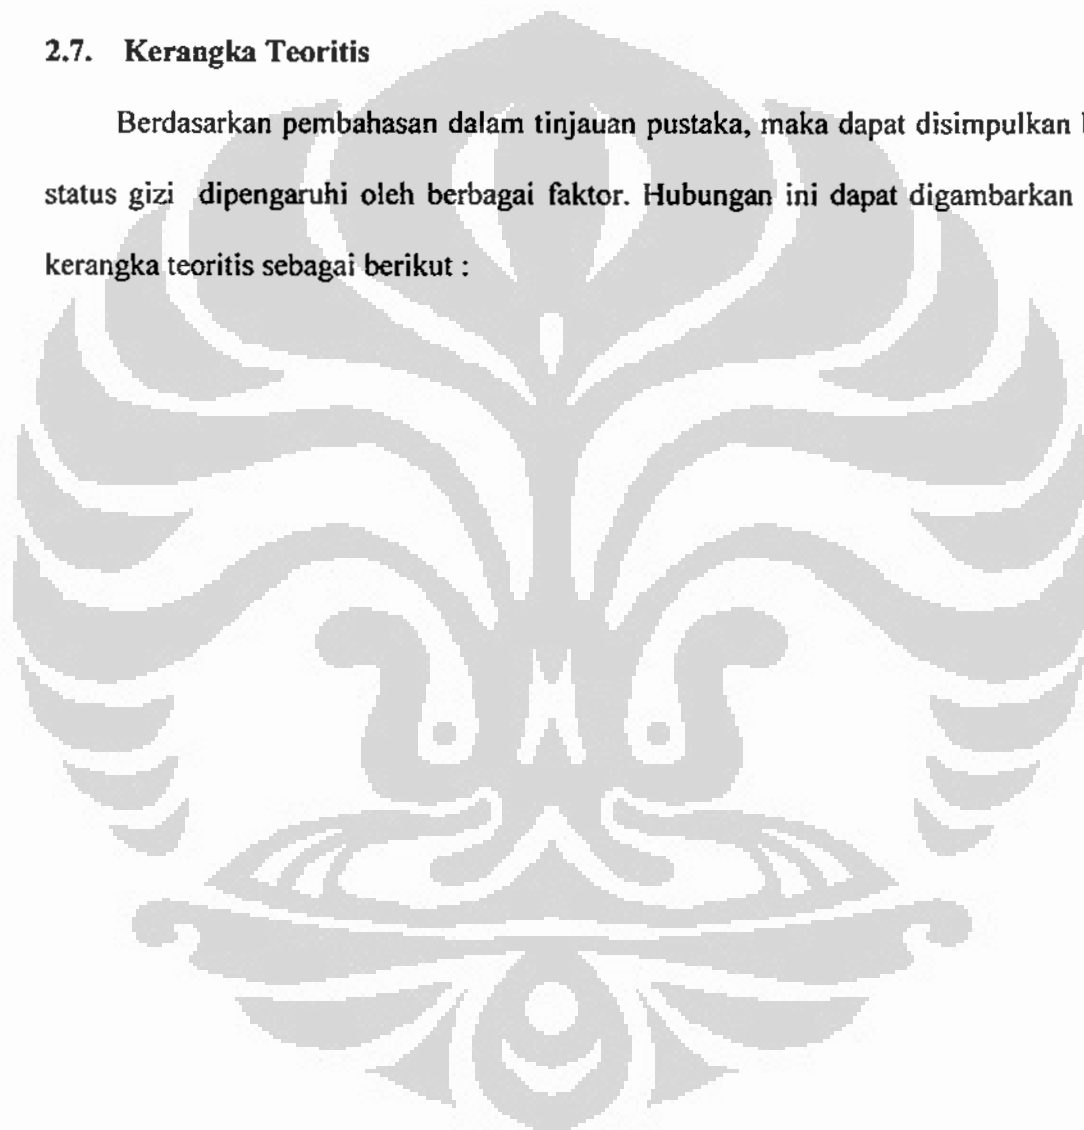 2.7. Kerangka Teoritis
Berdasarkan pembahasan dalam tinjauan pustaka, maka dapat disimpulkan
status gizi dipengaruhi oleh berbagai faktor. Hubungan ini dapat digambarkan
kerangka teoritis sebagai berikut :